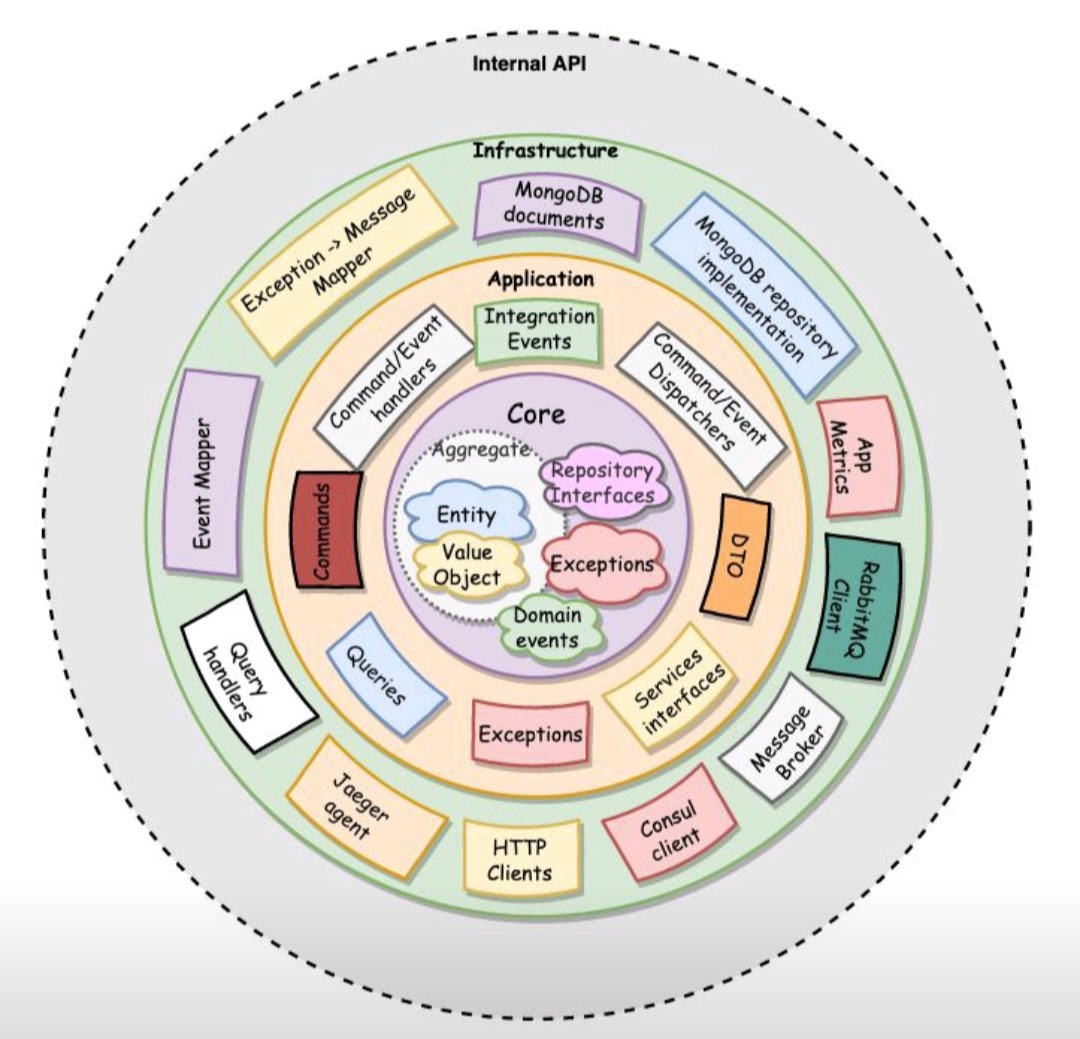 Internal API
Infrastructure
MongoDB
documents
Exception -> Message
Mapper
MongoDB repository
implementation
Application
Integration
Events
Command/Event
handlers
Command/Event
Dispatchers
Event Mapper
App
Metrics
Core
Aggregate
Repository
Interfaces
Entity
Value
Object
Exceptions
Domain
events
Commands
DTO
RabbitMQ
Client
Query
handlers
Queries
Exceptions
Services
interfaces
Message
Broker
Jaeger
agent
HTTP
Clients
Consul
client